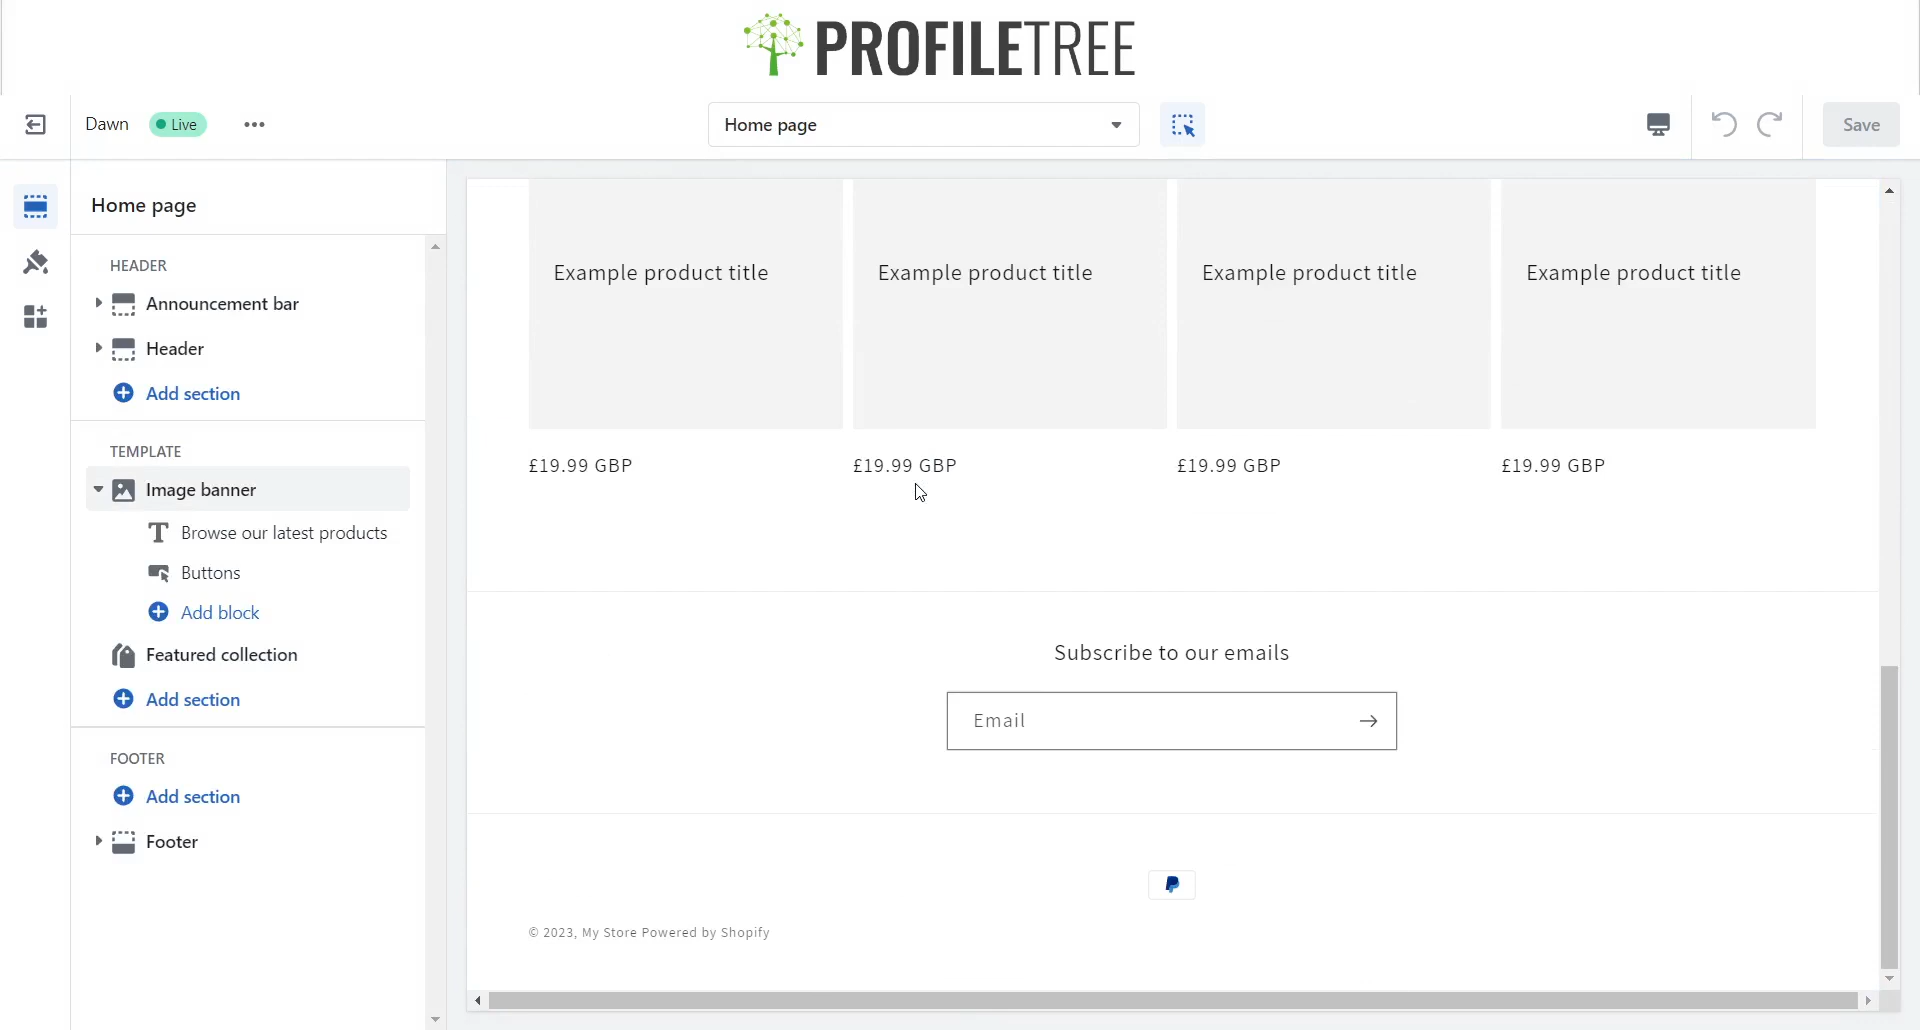 PROFILETREE
Dawn
Live
Home page
Save
Home page
HEADER
Announcement bar
Header
Add section
TEMPLATE
Image banner
Browse our latest products
Buttons
Add block
Featured collection
Add section
FOOTER
Add section
Footer
Example product title
Example product title
Example product title
Example product title
£19.99 GBP
£19.99 GBP
£19.99 GBP
£19.99 GBP
Subscribe to our emails
Email
© 2023, My Store Powered by Shopify